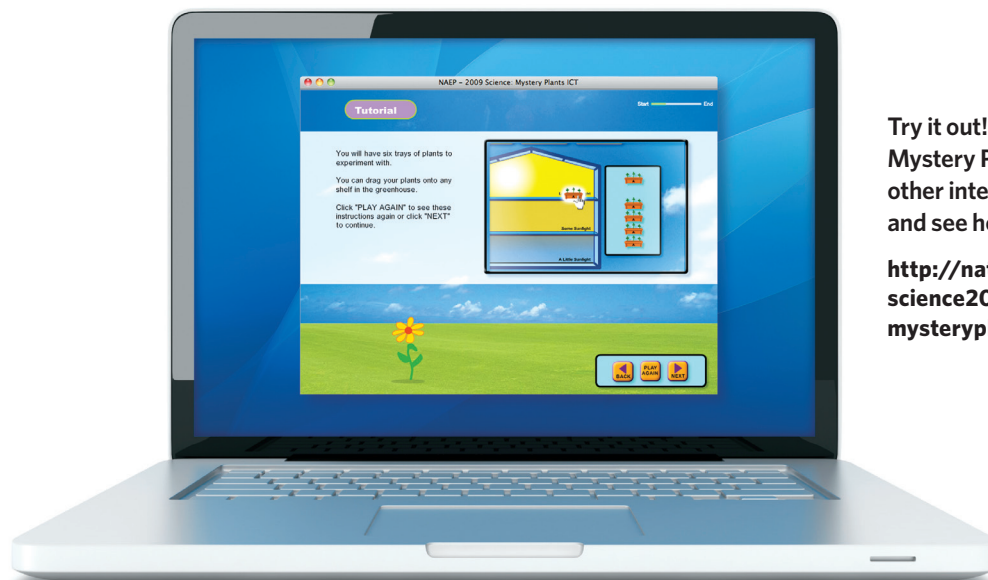 NAEP – 2009 Science: Mystery Plants ICT
Tutorial
Start
End
You will have six trays of plants to
experiment with.
You can drag your plants onto any
shelf in the greenhouse.
Click "PLAY AGAIN" to see these
instructions again or click "NEXT"
to continue.
Some Sunlight
A Little Sunlight
BACK
PLAY
AGAIN
NEXT
Try it out!
Mystery P
other inte
and see h
http://nat
science20
mysteryp